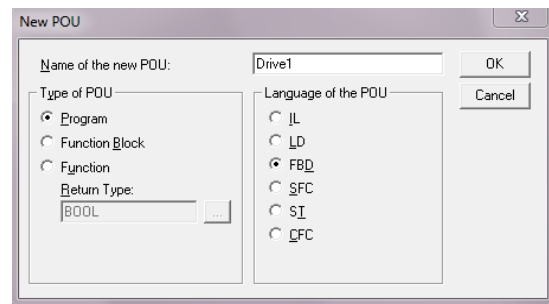 New POU
Name of the new POU:
Drive1
OK
Cancel
Type of POU
Program
Function Block
Function
Return Type:
BOOL
...
Language of the POU
IL
LD
FBD
SFC
ST
CFC